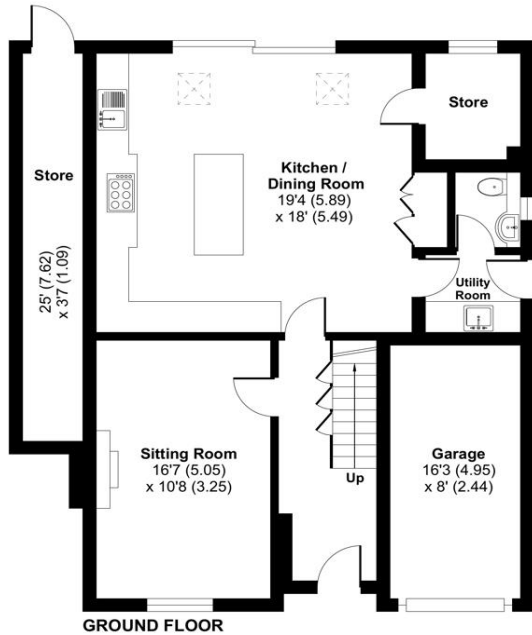 Store
25' (7.62)
x 3'7 (1.09)
Kitchen /
Dining Room
19'4 (5.89)
x 18' (5.49)
Store
Utility
Room
Sitting Room
16'7 (5.05)
x 10'8 (3.25)
Up
Garage
16'3 (4.95)
x 8' (2.44)
GROUND FLOOR